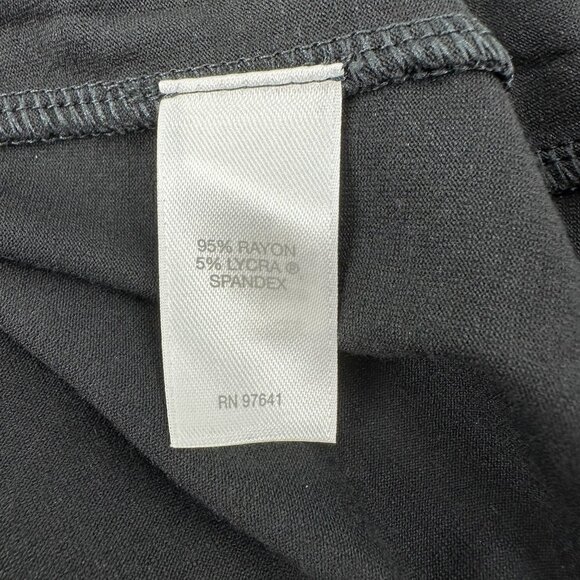 95% RAYON
5% LYCRA ®
SPANDEX
RN 97641